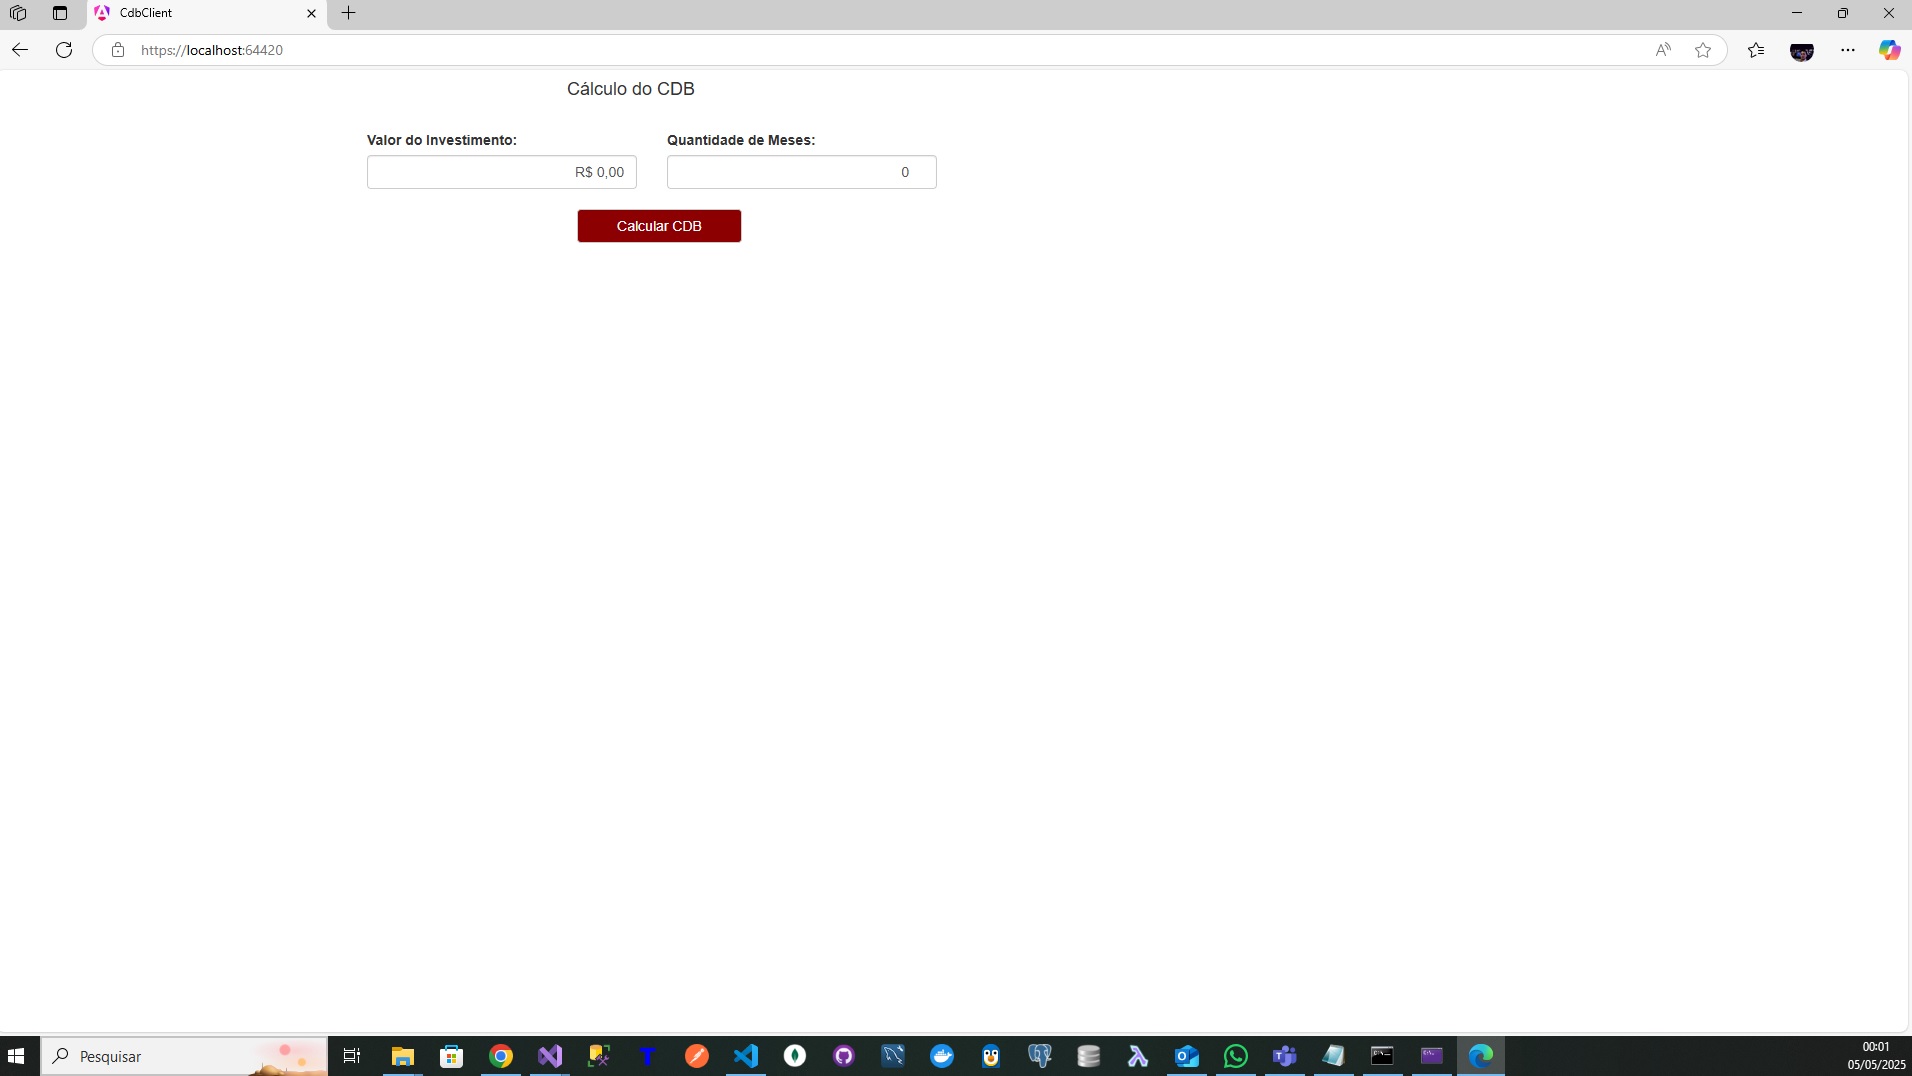 CdbClient
https://localhost:64420
Cálculo do CDB
Valor do Investimento: Quantidade de Meses:
R$ 0,00 0
Calcular CDB
Pesquisar
00:01
05/05/2025